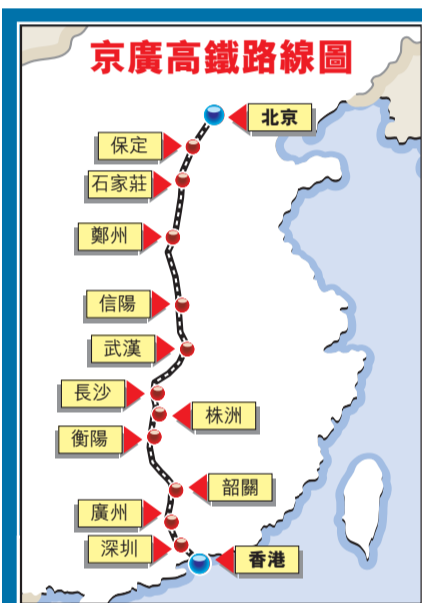 京廣高鐵路線圖
北京
保定
石家莊
鄭州
信陽
武漢
長沙
株洲
衡陽
韶關
廣州
深圳
香港